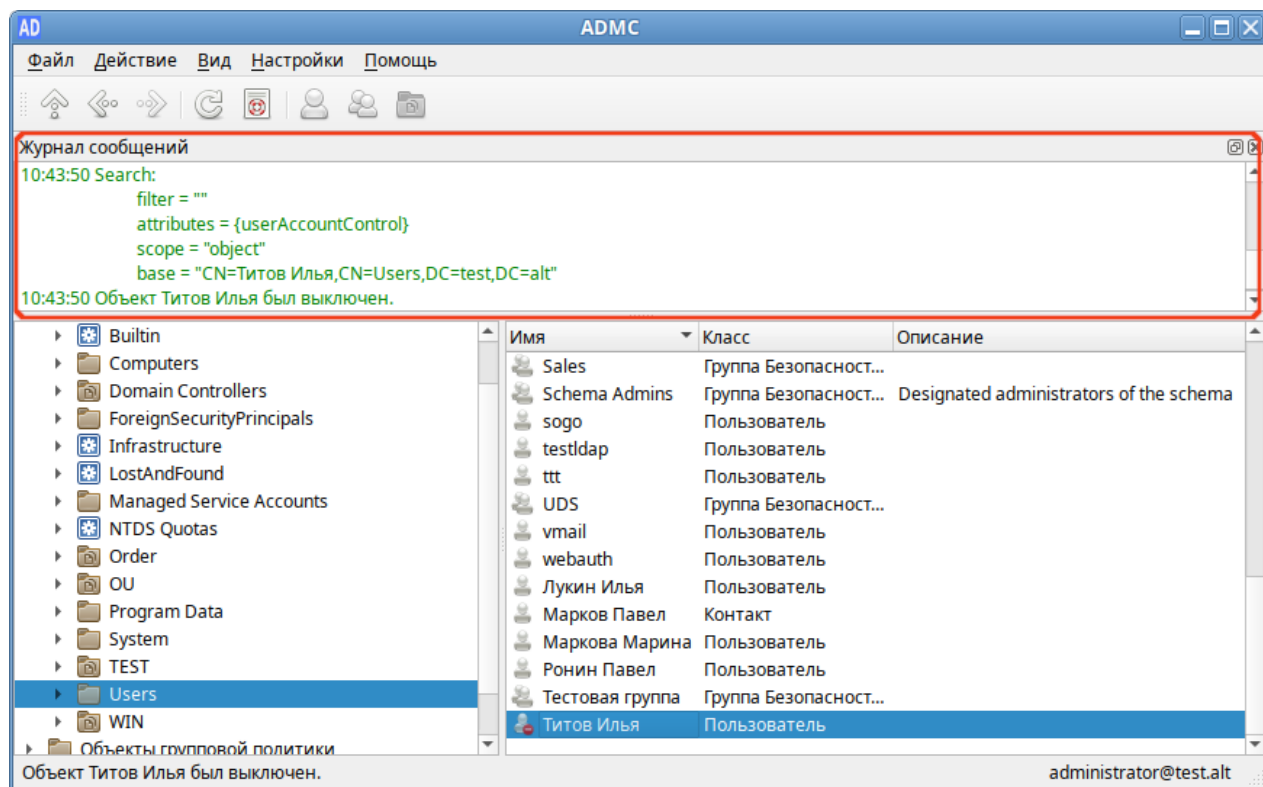 AD ADMC
Файл Действие Вид Настройки Помощь
Журнал сообщений
10:43:50 Search:
filter = ""
attributes = {userAccountControl}
scope = "object"
base = "CN=Титов Илья,CN=Users,DC=test,DC=alt"
10:43:50 Объект Титов Илья был выключен.
Builtin
Computers
Domain Controllers
ForeignSecurityPrincipals
Infrastructure
LostAndFound
Managed Service Accounts
NTDS Quotas
Order
OU
Program Data
System
TEST
Users
WIN
Объекты групповой политики
Имя Класс Описание
Sales Группа Безопасност...
Schema Admins Группа Безопасност... Designated administrators of the schema
sogo Пользователь
testldap Пользователь
ttt Пользователь
UDS Группа Безопасност...
vmail Пользователь
webauth Пользователь
Лукин Илья Пользователь
Марков Павел Контакт
Маркова Марина Пользователь
Ронин Павел Пользователь
Тестовая группа Группа Безопасност...
Титов Илья Пользователь
Объект Титов Илья был выключен. administrator@test.alt